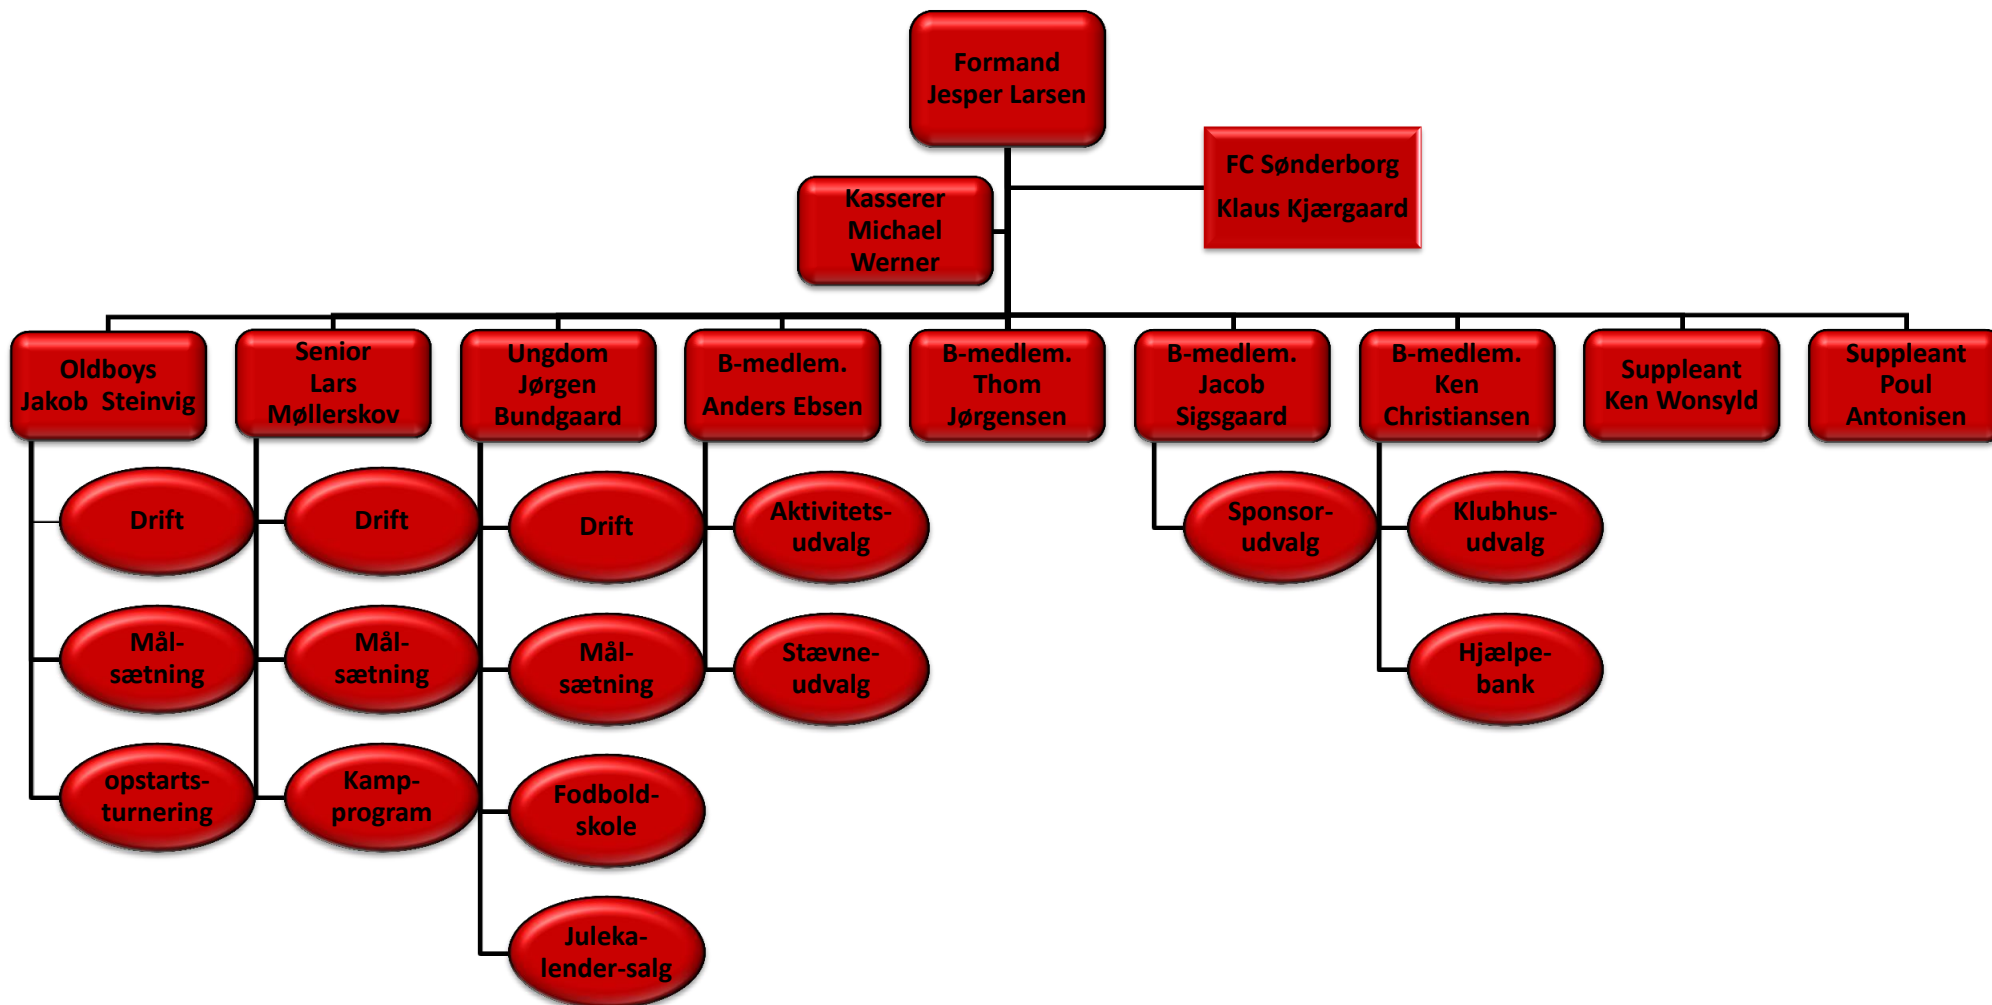 Formand
Jesper Larsen
FC Sønderborg
Klaus Kjærgaard
Kasserer
Michael
Werner
Oldboys
Jakob  Steinvig
Senior
Lars
Møllerskov
Ungdom
Jørgen
Bundgaard
B-medlem.
Anders Ebsen
B-medlem.
Thom
Jørgensen
B-medlem.
Jacob
Sigsgaard
B-medlem.
Ken
Christiansen
Suppleant
Ken Wonsyld
Suppleant
Poul
Antonisen
Drift
Mål-
sætning
opstarts-
turnering
Drift
Mål-
sætning
Kamp-
program
Drift
Mål-
sætning
Fodbold-
skole
Juleka-
lender-salg
Aktivitets-
udvalg
Stævne-
udvalg
Sponsor-
udvalg
Klubhus-
udvalg
Hjælpe-
bank